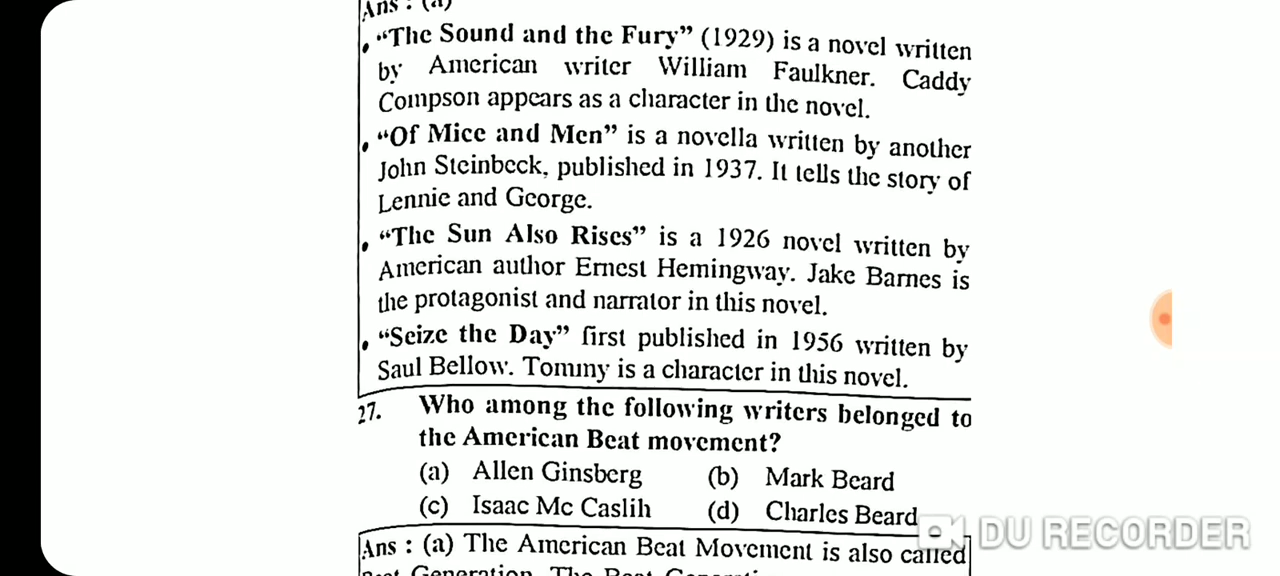 Ans : (a)
• “The Sound and the Fury” (1929) is a novel written
by American writer William Faulkner. Caddy
Compson appears as a character in the novel.
• “Of Mice and Men” is a novella written by another
John Steinbeck, published in 1937. It tells the story of
Lennie and George.
• “The Sun Also Rises” is a 1926 novel written by
American author Ernest Hemingway. Jake Barnes is
the protagonist and narrator in this novel.
• “Seize the Day” first published in 1956 written by
Saul Bellow. Tommy is a character in this novel.
27. Who among the following writers belonged to
the American Beat movement?
(a) Allen Ginsberg (b) Mark Beard
(c) Isaac Mc Caslih (d) Charles Beard
DU RECORDER
Ans : (a) The American Beat Movement is also called
Beat Generation. The Beat